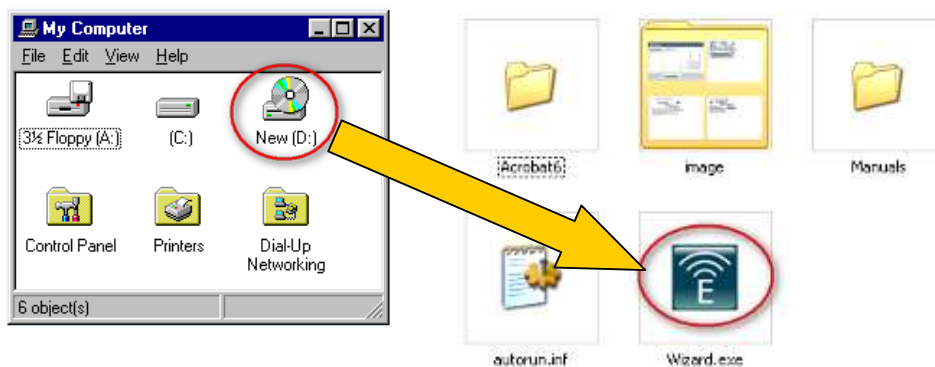 My Computer
File Edit View Help
3½ Floppy (A:) (C:) New (D:)
Control Panel Printers Dial-Up
Networking
6 object(s)
Acrobat6 image Manuals
E
autorun.inf Wizard.exe